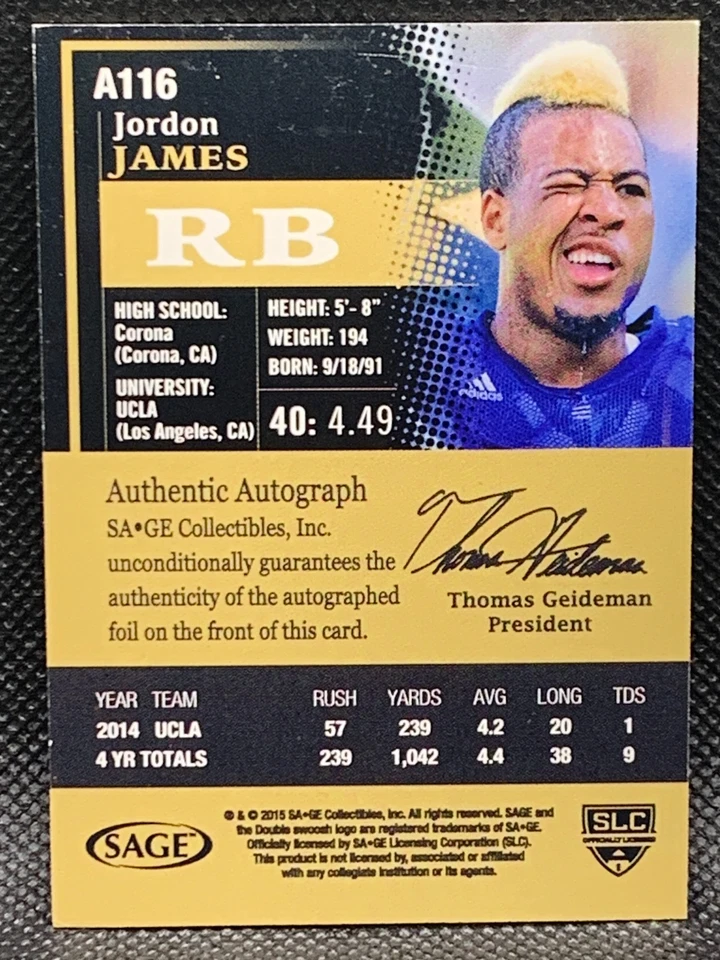 A116
Jordon
JAMES
RB
HIGH SCHOOL:
Corona
(Corona, CA)
UNIVERSITY:
UCLA
(Los Angeles, CA)
HEIGHT: 5'- 8"
WEIGHT: 194
BORN: 9/18/91
40: 4.49
adidas
Authentic Autograph
SA•GE Collectibles, Inc.
unconditionally guarantees the
authenticity of the autographed
foil on the front of this card.
Thomas Geideman
Thomas Geideman
President
YEAR TEAM RUSH YARDS AVG LONG TDS
2014 UCLA 57 239 4.2 20 1
4 YR TOTALS 239 1,042 4.4 38 9
SAGE
® & © 2015 SA•GE Collectibles, Inc. All rights reserved. SAGE and
the Double swoosh logo are registered trademarks of SA•GE.
Officially licensed by SA•GE Licensing Corporation (SLC).
This product is not licensed by, associated or affiliated
with any collegiate institution or its agents.
SLC
OFFICIALLY LICENSED